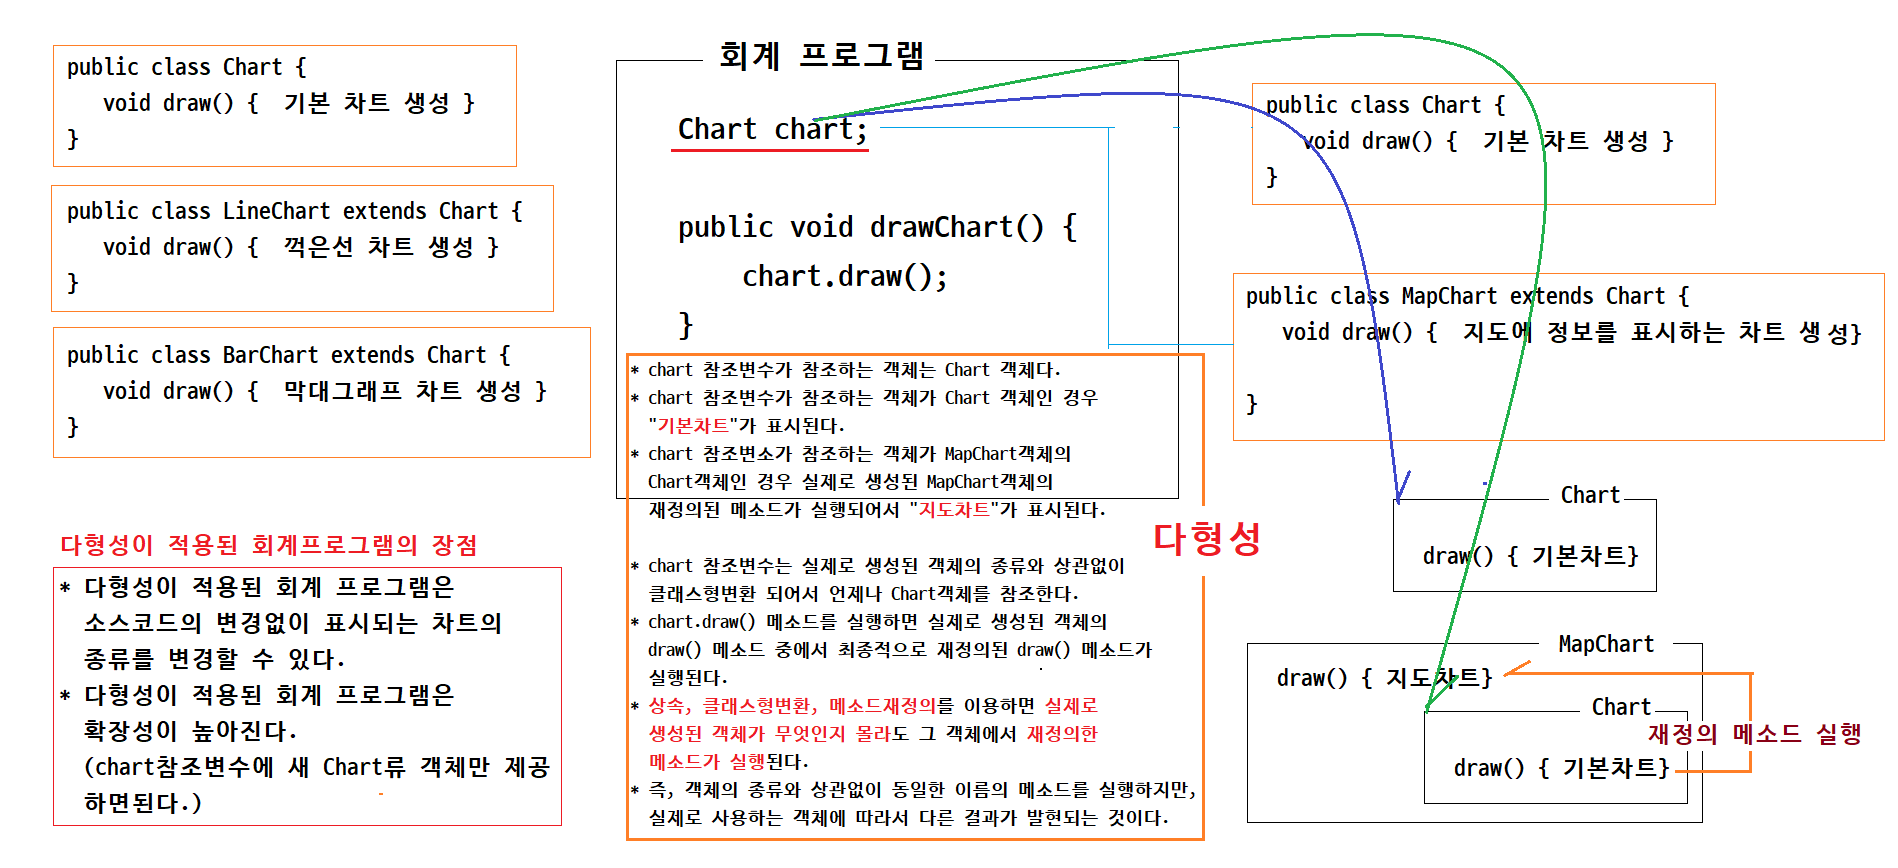 public class Chart {
void draw() { 기본 차트 생성 }
}
public class LineChart extends Chart {
void draw() { 꺽은선 차트 생성 }
}
public class BarChart extends Chart {
void draw() { 막대그래프 차트 생성 }
}
다형성이 적용된 회계프로그램의 장점
* 다형성이 적용된 회계 프로그램은
소스코드의 변경없이 표시되는 차트의
종류를 변경할 수 있다.
* 다형성이 적용된 회계 프로그램은
확장성이 높아진다.
(chart참조변수에 새 Chart류 객체만 제공
하면된다.)
회계 프로그램
Chart chart;
public void drawChart() {
chart.draw();
}
* chart 참조변수가 참조하는 객체는 Chart 객체다.
* chart 참조변수가 참조하는 객체가 Chart 객체인 경우
"기본차트"가 표시된다.
* chart 참조변소가 참조하는 객체가 MapChart객체의
Chart객체인 경우 실제로 생성된 MapChart객체의
재정의된 메소드가 실행되어서 "지도차트"가 표시된다.
다형성
* chart 참조변수는 실제로 생성된 객체의 종류와 상관없이
클래스형변환 되어서 언제나 Chart객체를 참조한다.
* chart.draw() 메소드를 실행하면 실제로 생성된 객체의
draw() 메소드 중에서 최종적으로 재정의된 draw() 메소드가
실행된다.
* 상속, 클래스형변환, 메소드재정의를 이용하면 실제로
생성된 객체가 무엇인지 몰라도 그 객체에서 재정의한
메소드가 실행된다.
* 즉, 객체의 종류와 상관없이 동일한 이름의 메소드를 실행하지만,
실제로 사용하는 객체에 따라서 다른 결과가 발현되는 것이다.
public class Chart {
void draw() { 기본 차트 생성 }
}
public class MapChart extends Chart {
void draw() { 지도에 정보를 표시하는 차트 생성}
}
Chart
draw() { 기본차트}
MapChart
draw() { 지도차트}
Chart
재정의 메소드 실행
draw() { 기본차트}